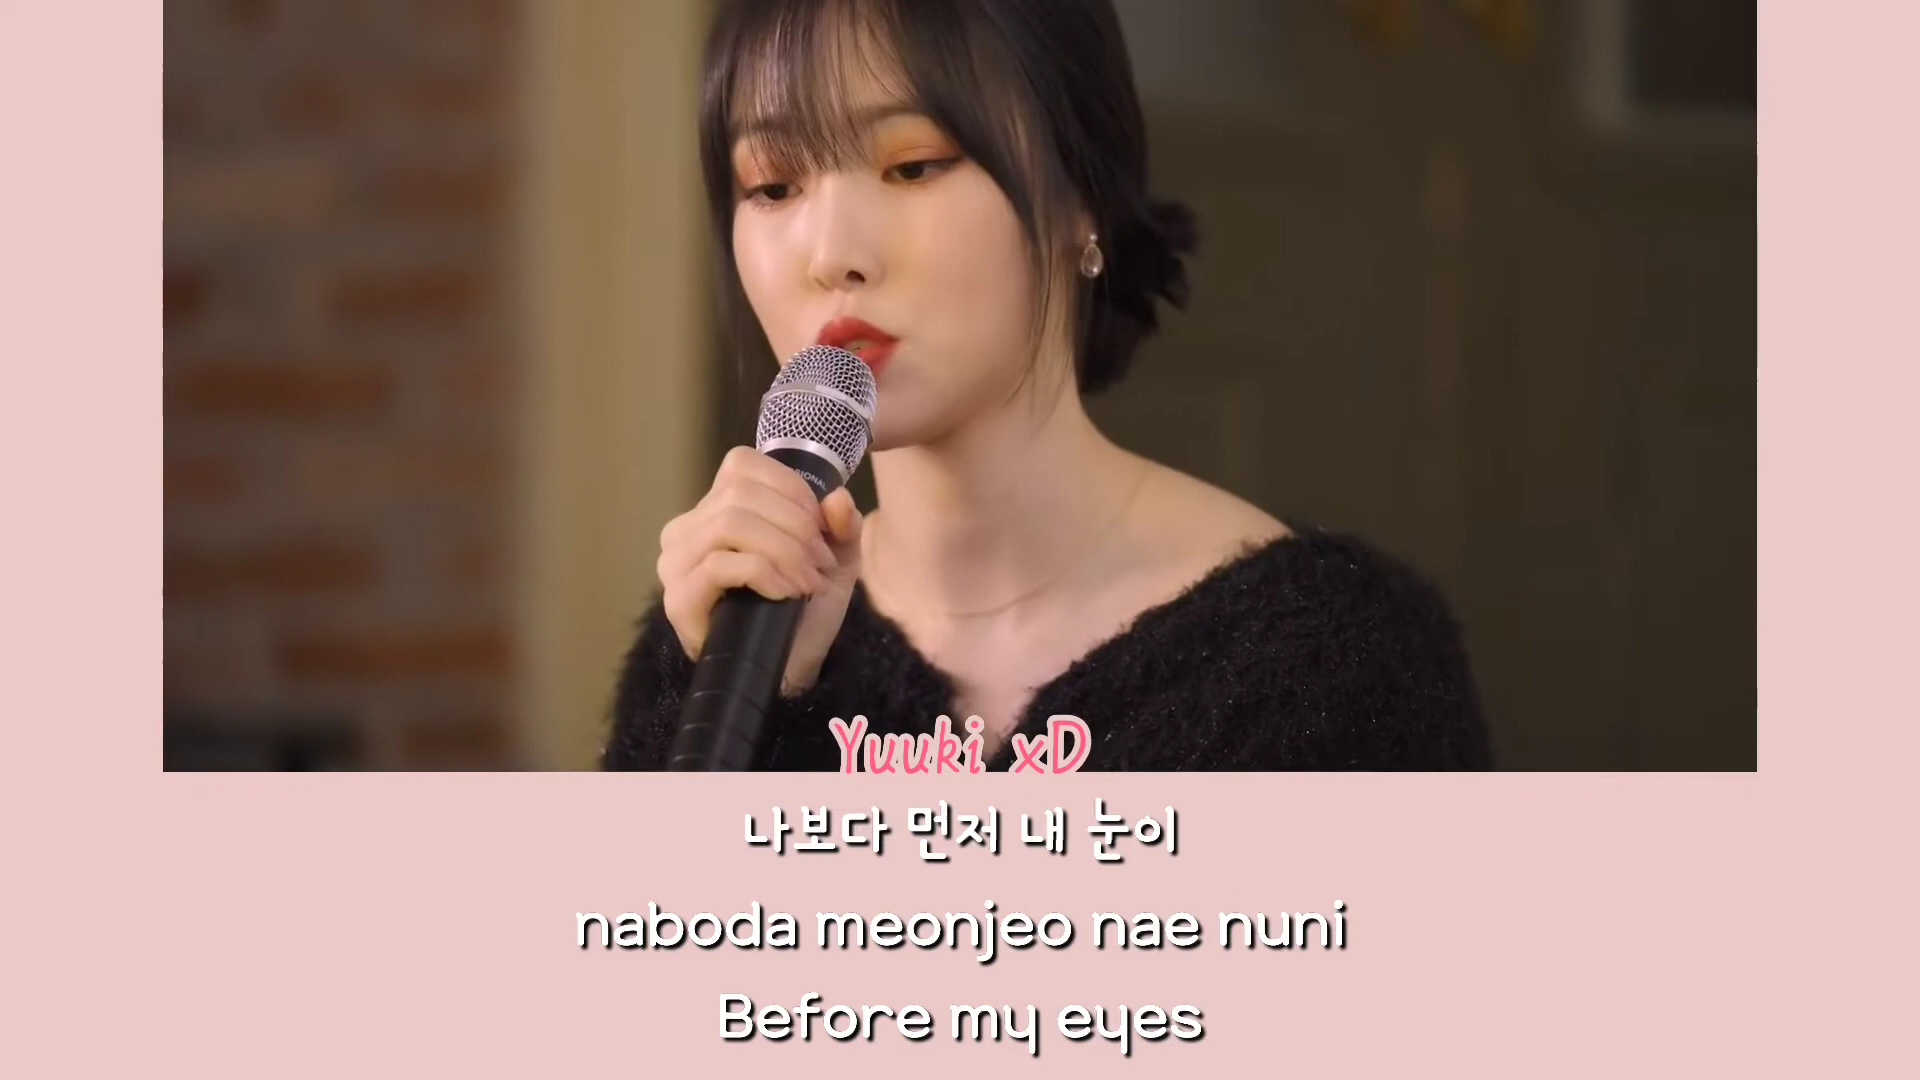 Yuuki xD
나보다 먼저 내 눈이
naboda meonjeo nae nuni
Before my eyes